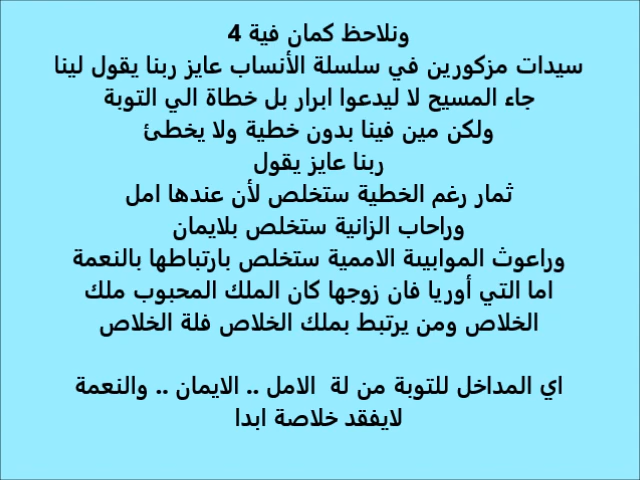 ونلاحظ كمان فية 4
سيدات مزكورين في سلسلة الأنساب عايز ربنا يقول لينا
جاء المسيح لا ليدعوا ابرار بل خطاة الي التوبة
ولكن مين فينا بدون خطية ولا يخطئ
ربنا عايز يقول
ثمار رغم الخطية ستخلص لأن عندها امل
وراحاب الزانية ستخلص بلايمان
وراعوث الموابيىة الاممية ستخلص بارتباطها بالنعمة
اما التي أوريا فان زوجها كان الملك المحبوب ملك
الخلاص ومن يرتبط بملك الخلاص فلة الخلاص
اي المداخل للتوبة من لة الامل .. الايمان .. والنعمة
لايفقد خلاصة ابدا